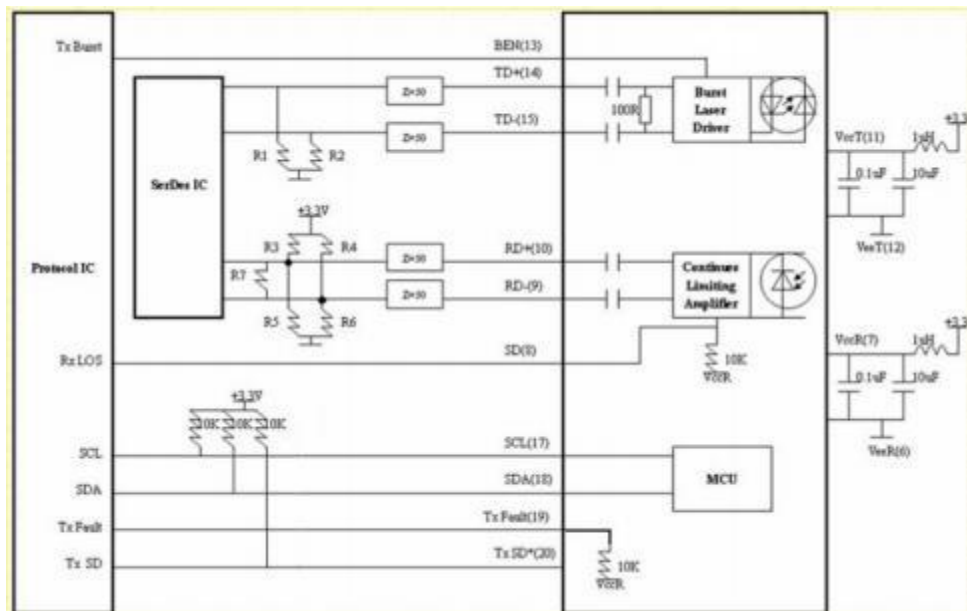 Tx Burst
BEN(13)
TD+(14)
Z=50
100R
Burst
Laser
Driver
TD-(15)
Z=50
R1
R2
SerDes IC
+3.3V
R3
R4
RD+(10)
Z=50
Continue
Limiting
Amplifier
Protocol IC
R7
RD-(9)
Z=50
R5
R6
Rx LOS
SD(8)
10K
VccR
+3.3V
10K
10K
10K
SCL
SCL(17)
MCU
SDA
SDA(18)
Tx Fault
Tx Fault(19)
Tx SD
Tx SD*(20)
10K
VccR
+3.3
VccT(11)
1uH
0.1uF
10uF
VeeT(12)
+3.3
VccR(7)
1uH
0.1uF
10uF
VeeR(6)